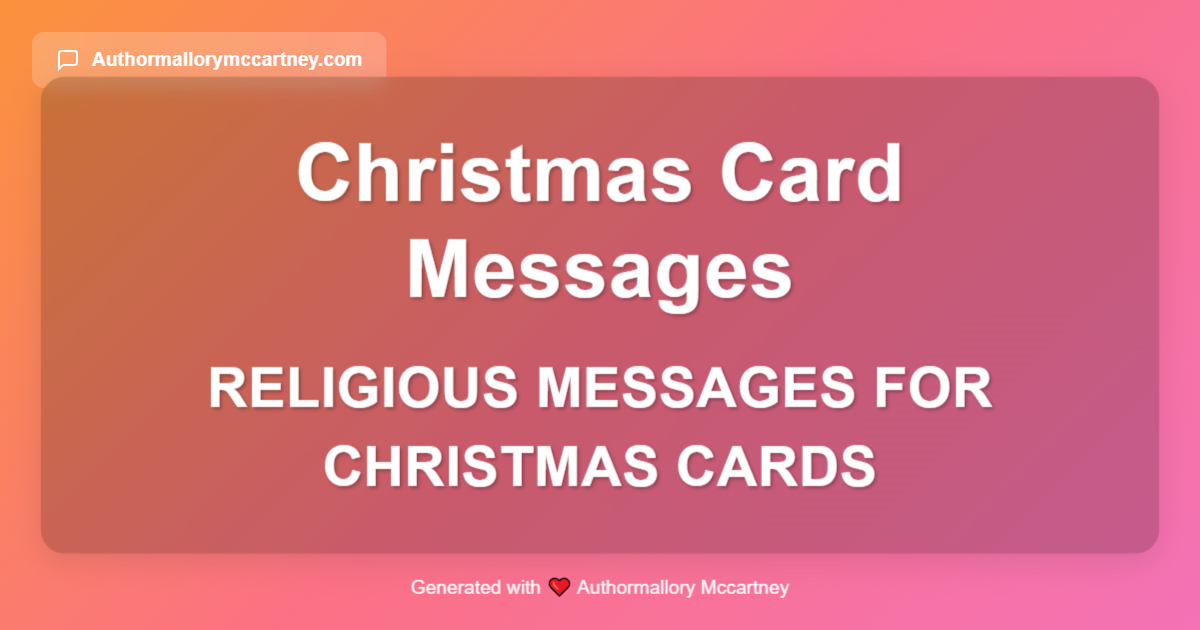 Authormallorymccartney.com
Christmas Card
Messages
RELIGIOUS MESSAGES FOR
CHRISTMAS CARDS
Generated with ❤️ Authormallory Mccartney